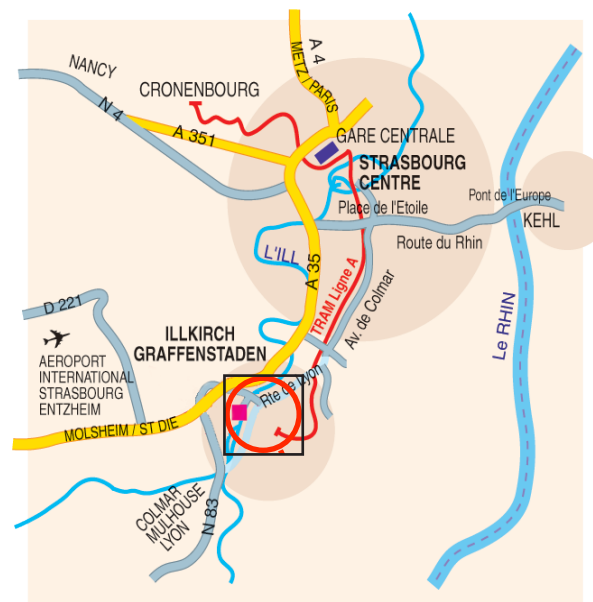 A 4
METZ / PARIS
NANCY
N 4
CRONENBOURG
A 351
GARE CENTRALE
STRASBOURG
CENTRE
Place de l'Etoile
Pont de l'Europe
KEHL
Route du Rhin
L'ILL
A 35
TRAM Ligne A
Av. de Colmar
Le RHIN
D 221
ILLKIRCH
GRAFFENSTADEN
AEROPORT
INTERNATIONAL
STRASBOURG
ENTZHEIM
Rte de Lyon
MOLSHEIM / ST DIE
COLMAR
MULHOUSE
LYON
N 83